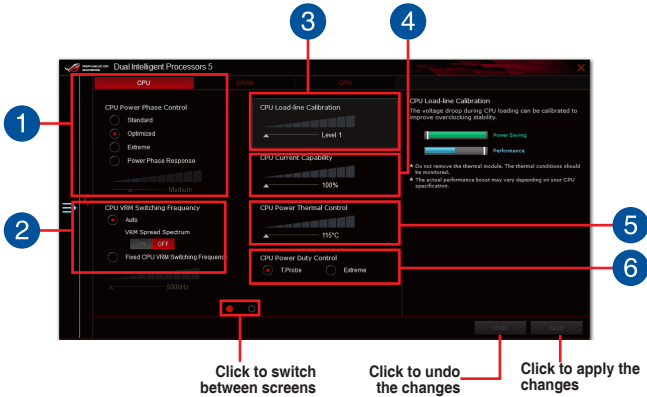 3
4
REPUBLIC OF GAMERS
Dual Intelligent Processors 5
CPU
DRAM
GPU
1
CPU Power Phase Control
Standard
Optimized
Extreme
Power Phase Response
Medium
CPU Load-line Calibration
Level 1
CPU Current Capability
100%
CPU Load-line Calibration
The voltage droop during CPU loading can be calibrated to
improve overclocking stability.
Power Saving
Performance
* Do not remove the thermal module. The thermal conditions should
be monitored.
* The actual performance boost may vary depending on your CPU
specification.
2
CPU VRM Switching Frequency
Auto
VRM Spread Spectrum
ON OFF
Fixed CPU VRM Switching Frequency
500kHz
CPU Power Thermal Control
115°C
5
CPU Power Duty Control
T.Probe
Extreme
6
Undo
Apply
Click to switch
between screens
Click to undo
the changes
Click to apply the
changes